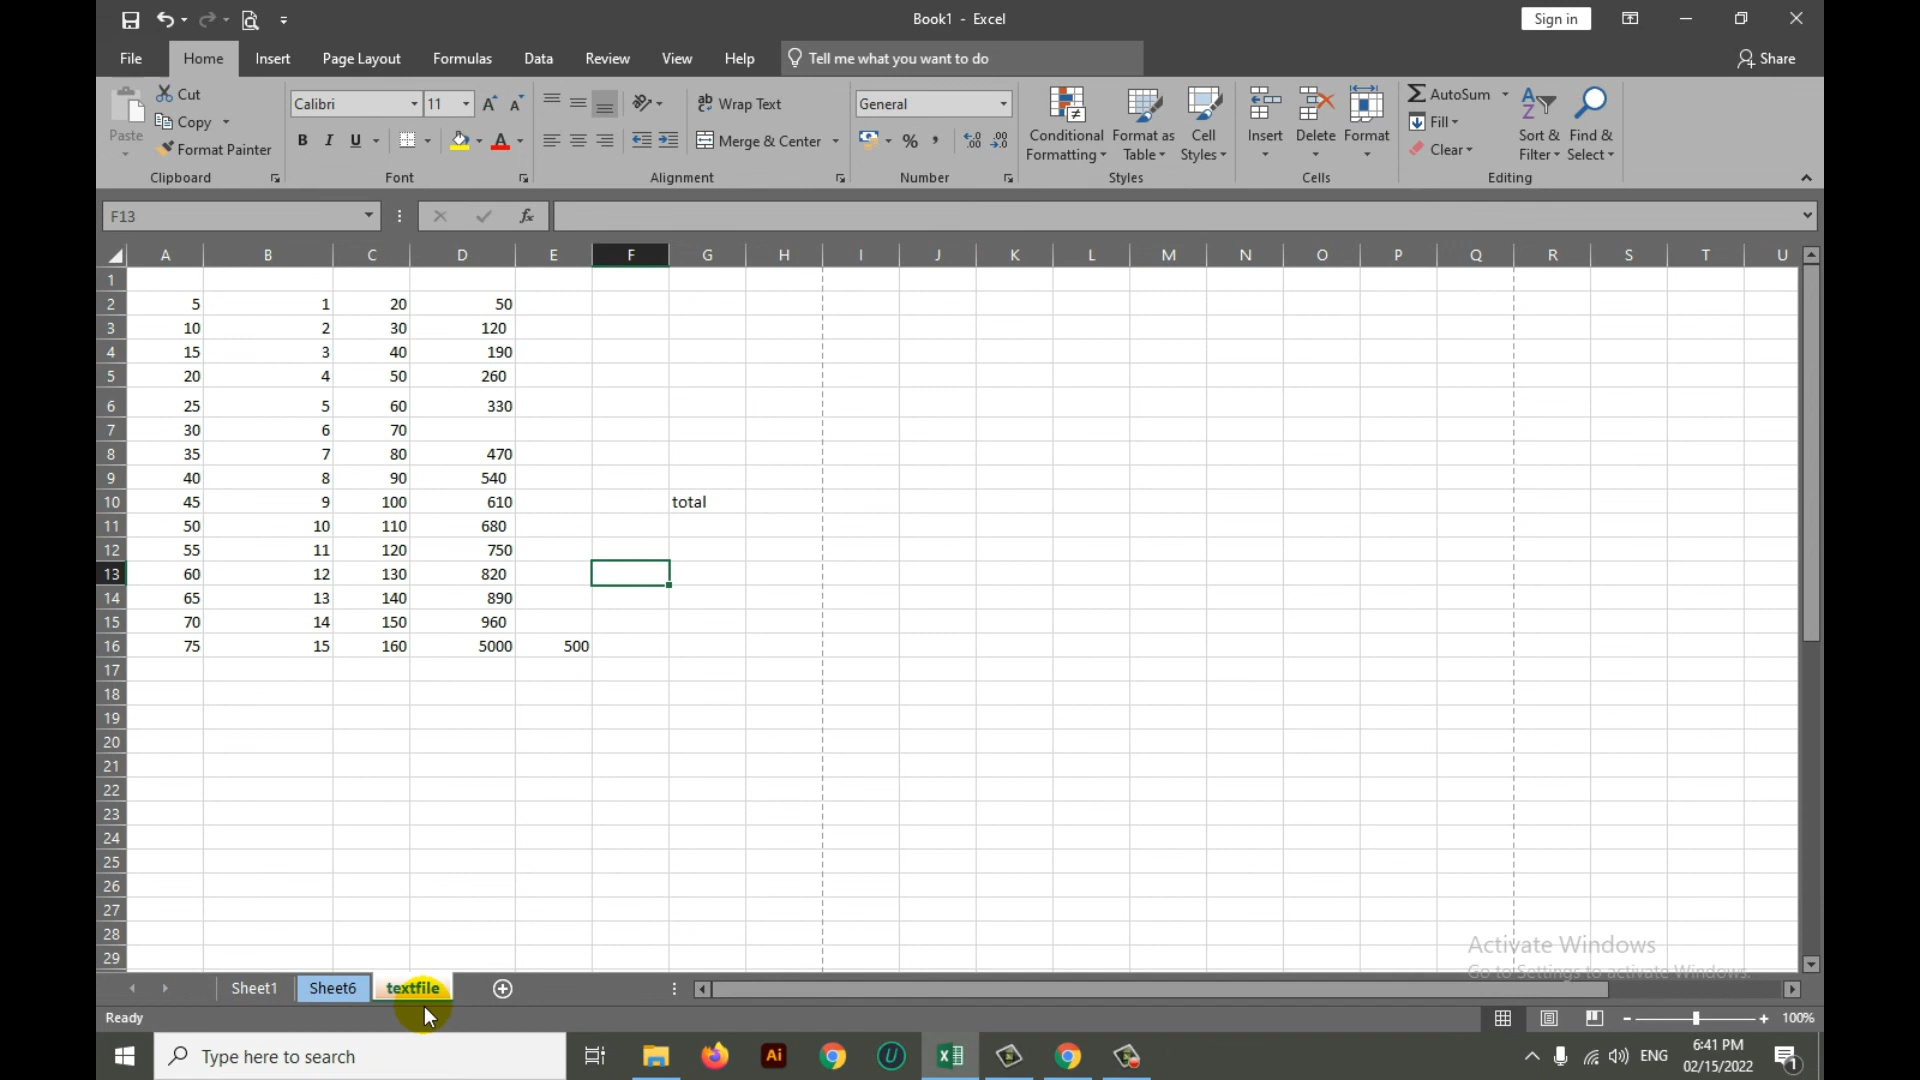 Book1 - Excel
Sign in
File Home Insert Page Layout Formulas Data Review View Help Tell me what you want to do Share
Paste Cut Copy Format Painter Clipboard
Calibri 11 B I U A Font
ab Wrap Text Merge & Center Alignment
General % , Number
Conditional Formatting Format as Table Cell Styles Styles
Insert Delete Format Cells
AutoSum Fill Clear Sort & Filter Find & Select Editing
F13 fx
A B C D E F G H I J K L M N O P Q R S T U
1
2 5 1 20 50
3 10 2 30 120
4 15 3 40 190
5 20 4 50 260
6 25 5 60 330
7 30 6 70
8 35 7 80 470
9 40 8 90 540
10 45 9 100 610 total
11 50 10 110 680
12 55 11 120 750
13 60 12 130 820
14 65 13 140 890
15 70 14 150 960
16 75 15 160 5000 500
17
18
19
20
21
22
23
24
25
26
27
28
29
Activate Windows
Go to Settings to activate Windows.
Sheet1 Sheet6 textfile
Ready 100%
Type here to search Ai U ENG 6:41 PM 02/15/2022 1